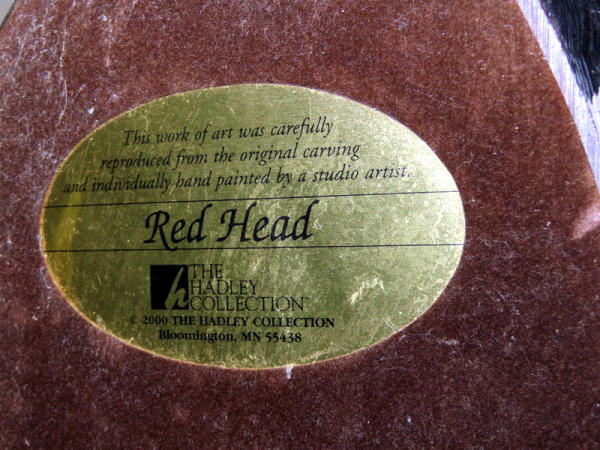 This work of art was carefully
reproduced from the original carving
and individually hand painted by a studio artist.
Red Head
h THE
HADLEY
COLLECTION™
© 2000 THE HADLEY COLLECTION
Bloomington, MN 55438